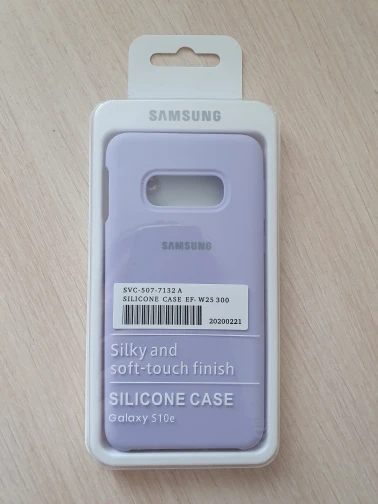 SAMSUNG
SAMSUNG
SVC-507-7132 A
SILICONE CASE EF- W25 300
20200221
Silky and
soft-touch finish
SILICONE CASE
Galaxy S10e